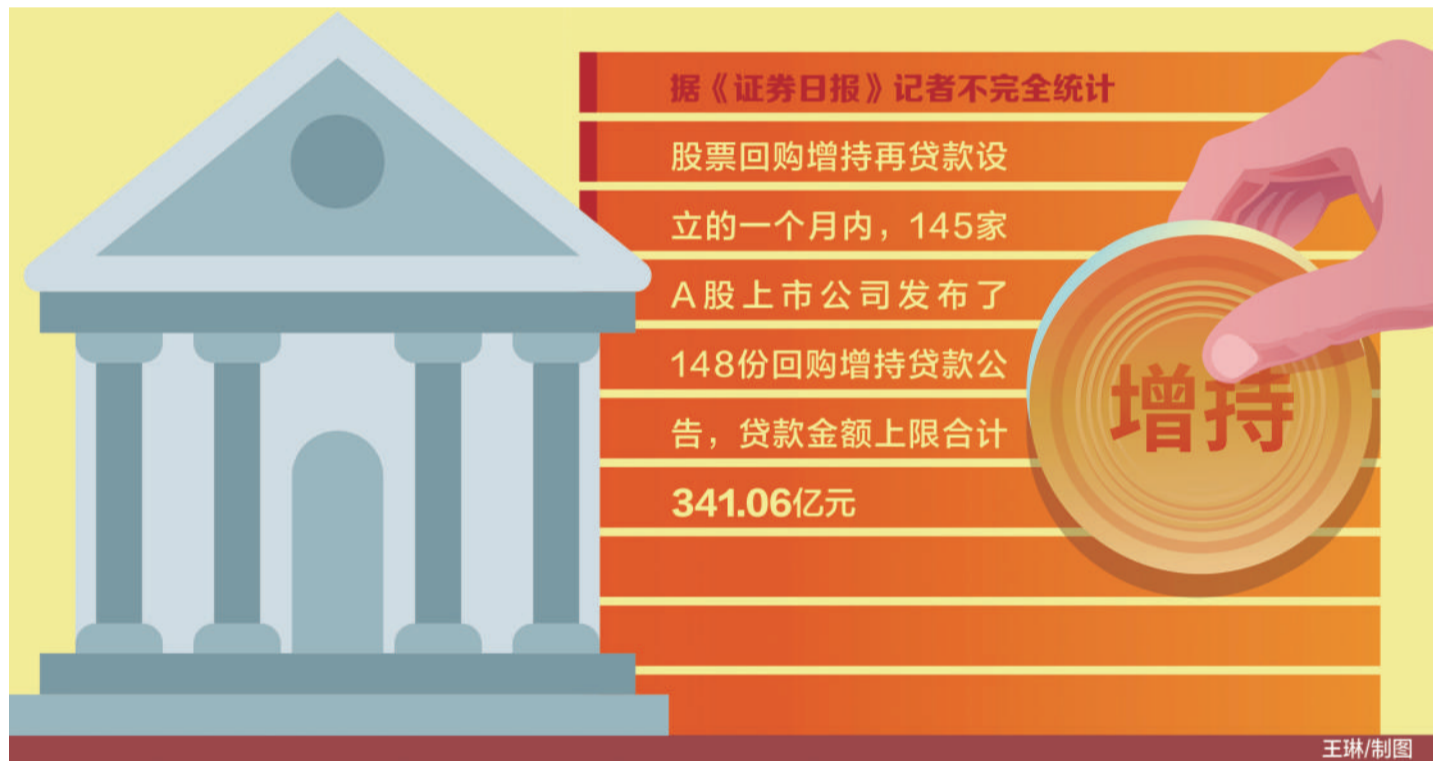 据《证券日报》记者不完全统计
股票回购增持再贷款设
立的一个月内，145家
A股上市公司发布了
148份回购增持贷款公
告，贷款金额上限合计
341.06亿元
增持
王琳/制图